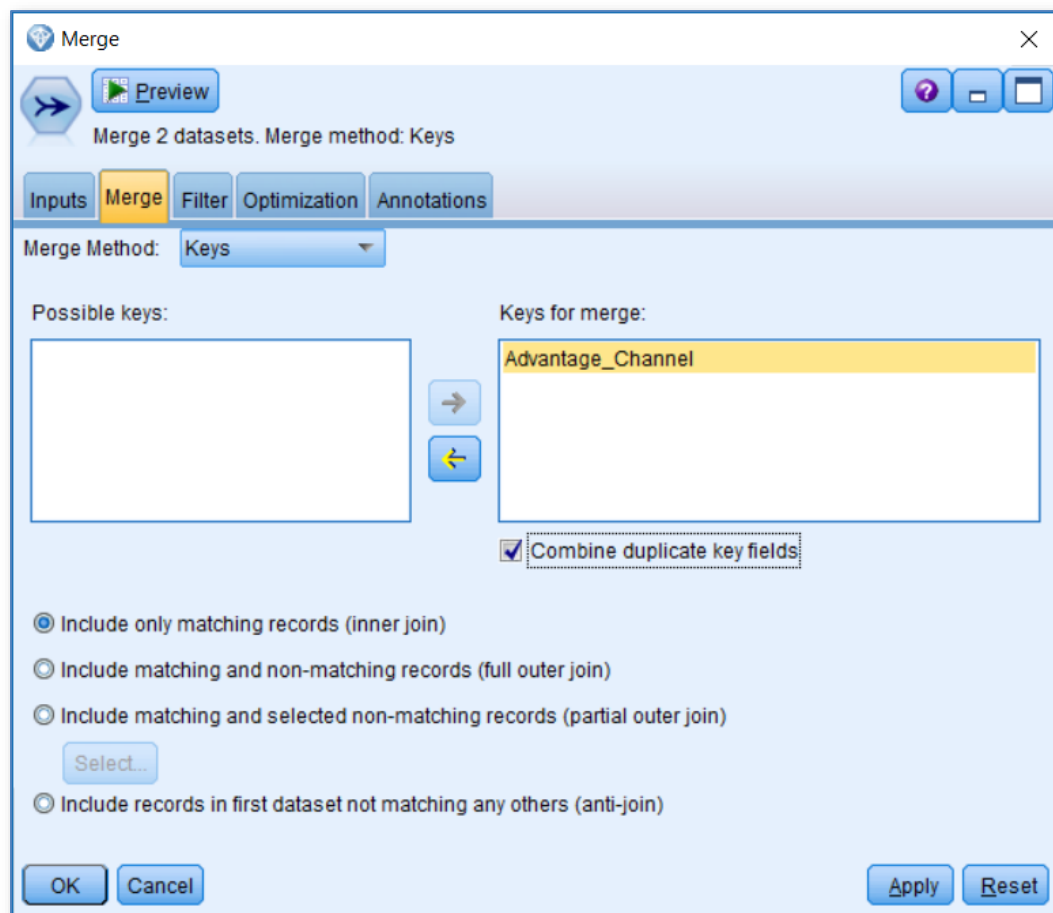 Merge
Preview
Merge 2 datasets. Merge method: Keys
Inputs Merge Filter Optimization Annotations
Merge Method: Keys
Possible keys: Keys for merge:
Advantage_Channel
Combine duplicate key fields
Include only matching records (inner join)
Include matching and non-matching records (full outer join)
Include matching and selected non-matching records (partial outer join)
Select...
Include records in first dataset not matching any others (anti-join)
OK Cancel Apply Reset